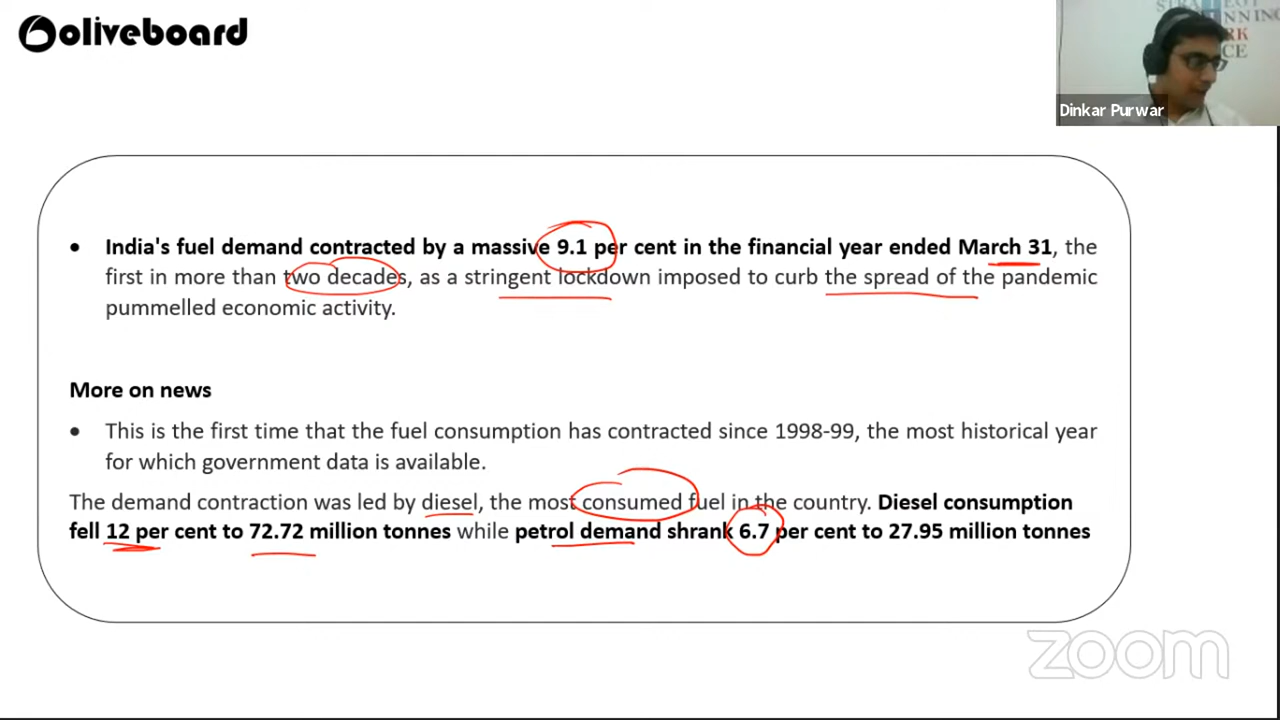 oliveboard
STRATEGY
NNING
RK
CE
Dinkar Purwar
• India's fuel demand contracted by a massive 9.1 per cent in the financial year ended March 31, the
first in more than two decades, as a stringent lockdown imposed to curb the spread of the pandemic
pummelled economic activity.
More on news
• This is the first time that the fuel consumption has contracted since 1998-99, the most historical year
for which government data is available.
The demand contraction was led by diesel, the most consumed fuel in the country. Diesel consumption
fell 12 per cent to 72.72 million tonnes while petrol demand shrank 6.7 per cent to 27.95 million tonnes
zoom